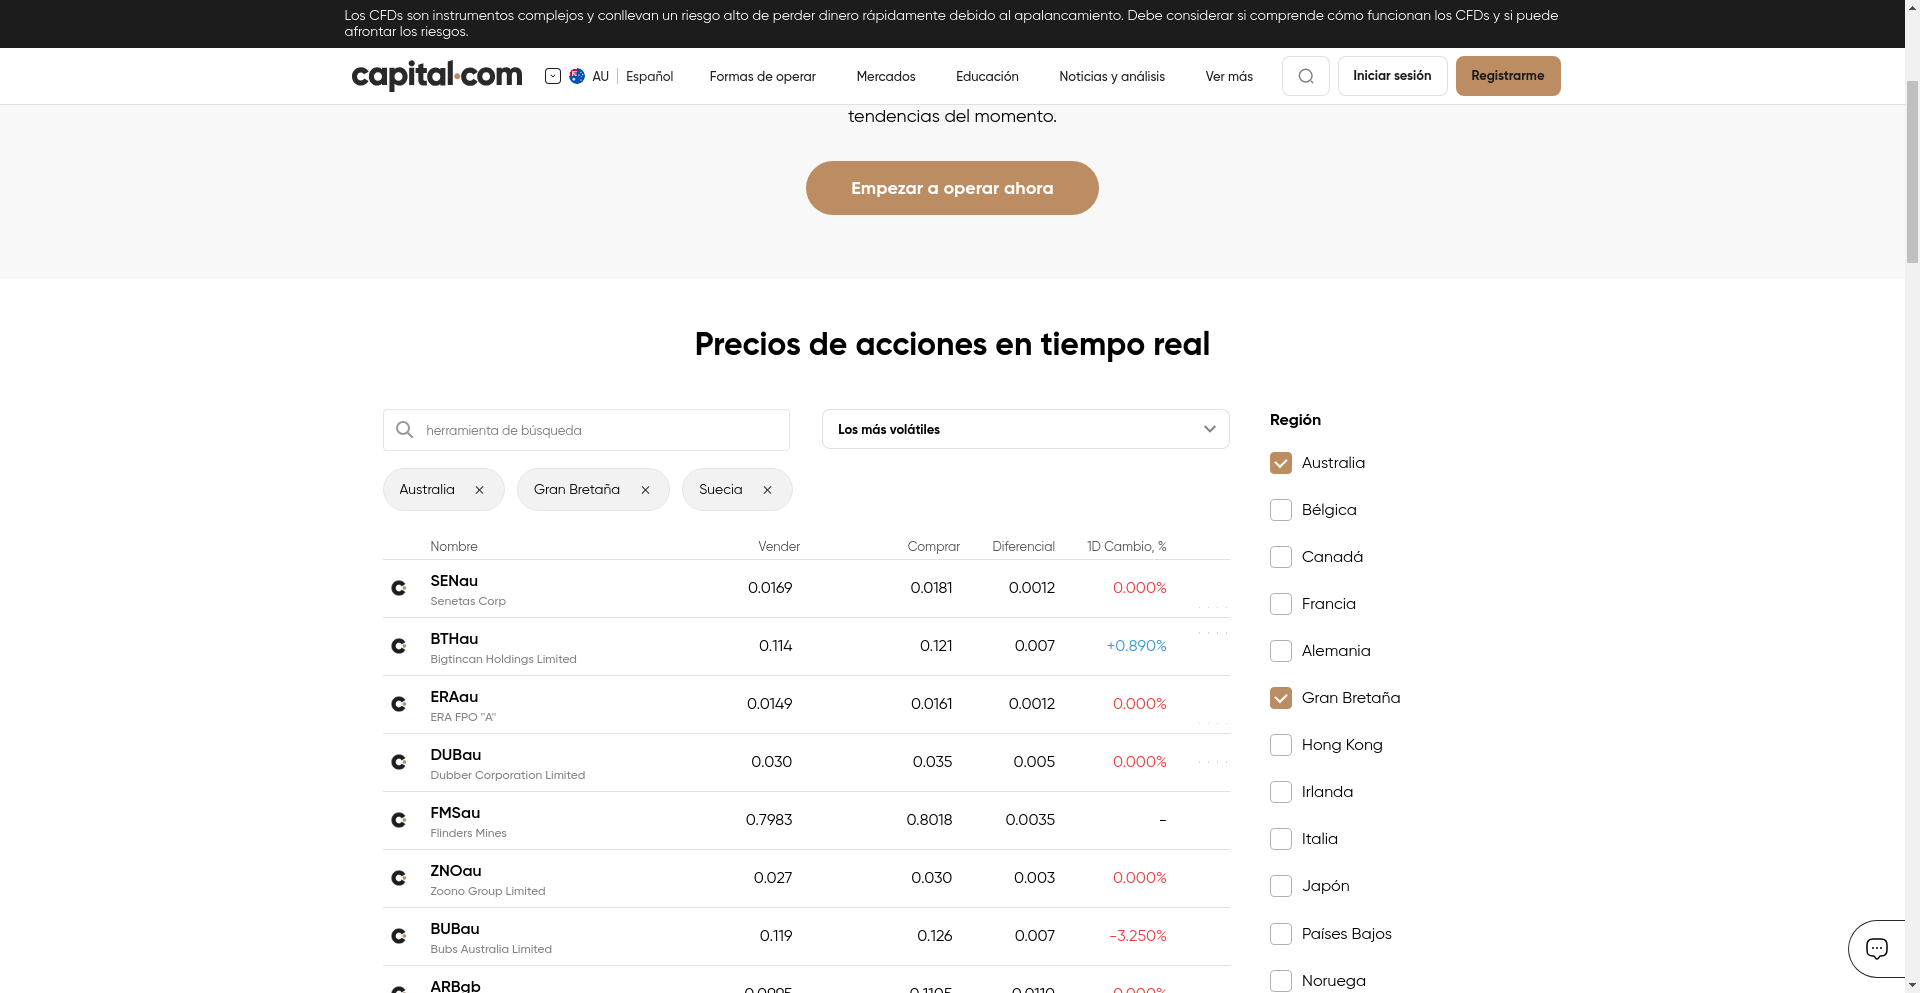 Los CFDs son instrumentos complejos y conllevan un riesgo alto de perder dinero rápidamente debido al apalancamiento. Debe considerar si comprende cómo funcionan los CFDs y si puede
afrontar los riesgos.
capital.com AU Español Formas de operar Mercados Educación Noticias y análisis Ver más Iniciar sesión Registrarme
tendencias del momento.
Empezar a operar ahora
Precios de acciones en tiempo real
herramienta de búsqueda
Los más volátiles
Australia Gran Bretaña Suecia
Nombre Vender Comprar Diferencial 1D Cambio, %
SENau
Senetas Corp
0.0169 0.0181 0.0012 0.000%
BTHau
Bigtincan Holdings Limited
0.114 0.121 0.007 +0.890%
ERAau
ERA FPO "A"
0.0149 0.0161 0.0012 0.000%
DUBau
Dubber Corporation Limited
0.030 0.035 0.005 0.000%
FMSau
Flinders Mines
0.7983 0.8018 0.0035 -
ZNOau
Zoono Group Limited
0.027 0.030 0.003 0.000%
BUBau
Bubs Australia Limited
0.119 0.126 0.007 -3.250%
ARBgb
0.0995 0.1105 0.0110 0.000%
Región
Australia
Bélgica
Canadá
Francia
Alemania
Gran Bretaña
Hong Kong
Irlanda
Italia
Japón
Países Bajos
Noruega